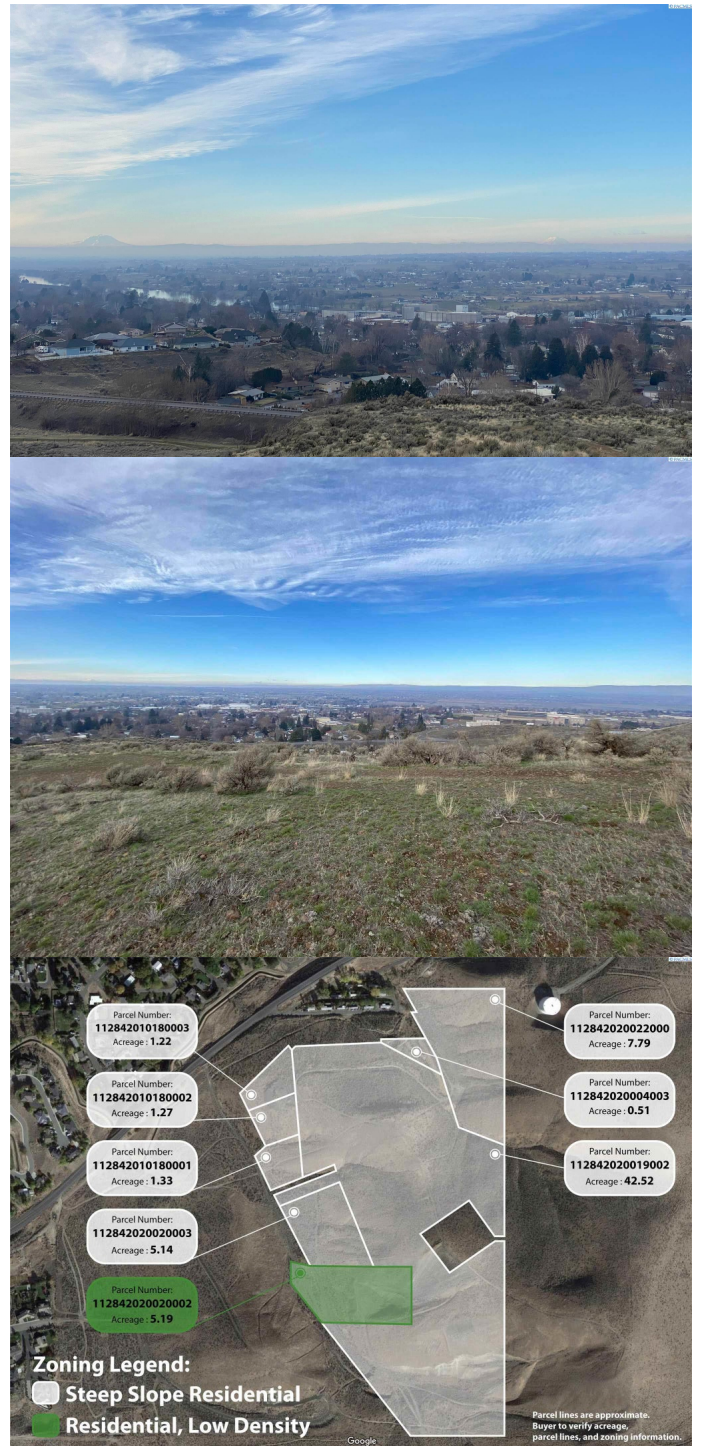 Parcel Number:
112842010180003
Acreage : 1.22
Parcel Number:
112842010180002
Acreage : 1.27
Parcel Number:
112842010180001
Acreage : 1.33
Parcel Number:
112842020020003
Acreage : 5.14
Parcel Number:
112842020020002
Acreage : 5.19
Parcel Number:
112842020022000
Acreage : 7.79
Parcel Number:
112842020004003
Acreage : 0.51
Parcel Number:
112842020019002
Acreage : 42.52
Zoning Legend:
Steep Slope Residential
Residential, Low Density
Google
Parcel lines are approximate.
Buyer to verify acreage,
parcel lines, and zoning information.